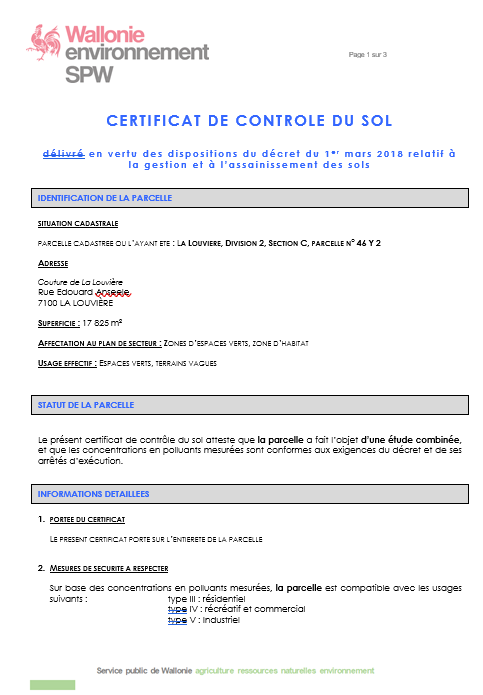 Wallonie
environnement
SPW
Page 1 sur 3
CERTIFICAT DE CONTROLE DU SOL
délivré en vertu des dispositions du décret du 1er mars 2018 relatif à
la gestion et à l'assainissement des sols
IDENTIFICATION DE LA PARCELLE
SITUATION CADASTRALE
PARCELLE CADASTREE OU L'AYANT ETE : LA LOUVIERE, DIVISION 2, SECTION C, PARCELLE N° 46 Y 2
ADRESSE
Couture de La Louvière
Rue Edouard Anseele,
7100 LA LOUVIÈRE
SUPERFICIE : 17 825 m²
AFFECTATION AU PLAN DE SECTEUR : ZONES D'ESPACES VERTS, ZONE D'HABITAT
USAGE EFFECTIF : ESPACES VERTS, TERRAINS VAGUES
STATUT DE LA PARCELLE
Le présent certificat de contrôle du sol atteste que la parcelle a fait l'objet d'une étude combinée,
et que les concentrations en polluants mesurées sont conformes aux exigences du décret et de ses
arrêtés d'exécution.
INFORMATIONS DETAILLEES
1. PORTEE DU CERTIFICAT
LE PRESENT CERTIFICAT PORTE SUR L'ENTIERETE DE LA PARCELLE
2. MESURES DE SECURITE A RESPECTER
Sur base des concentrations en polluants mesurées, la parcelle est compatible avec les usages
suivants : type III : résidentiel
type IV : récréatif et commercial
type V : Industriel
Service public de Wallonie agriculture ressources naturelles environnement